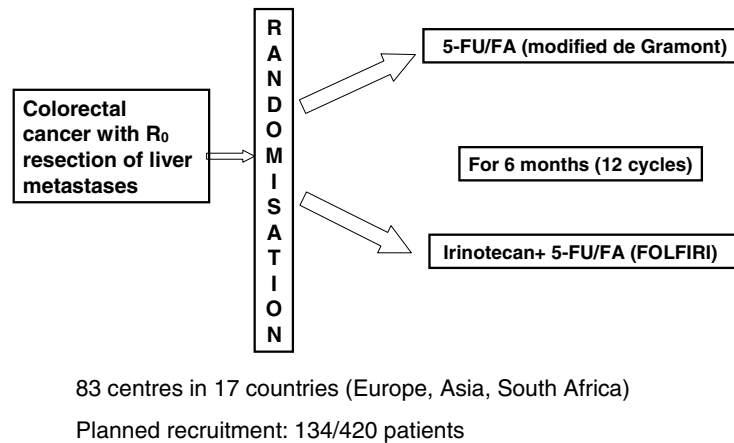 Colorectal
cancer with R₀
resection of liver
metastases
R
A
N
D
O
M
I
S
A
T
I
O
N
5-FU/FA (modified de Gramont)
For 6 months (12 cycles)
Irinotecan+ 5-FU/FA (FOLFIRI)
83 centres in 17 countries (Europe, Asia, South Africa)
Planned recruitment: 134/420 patients